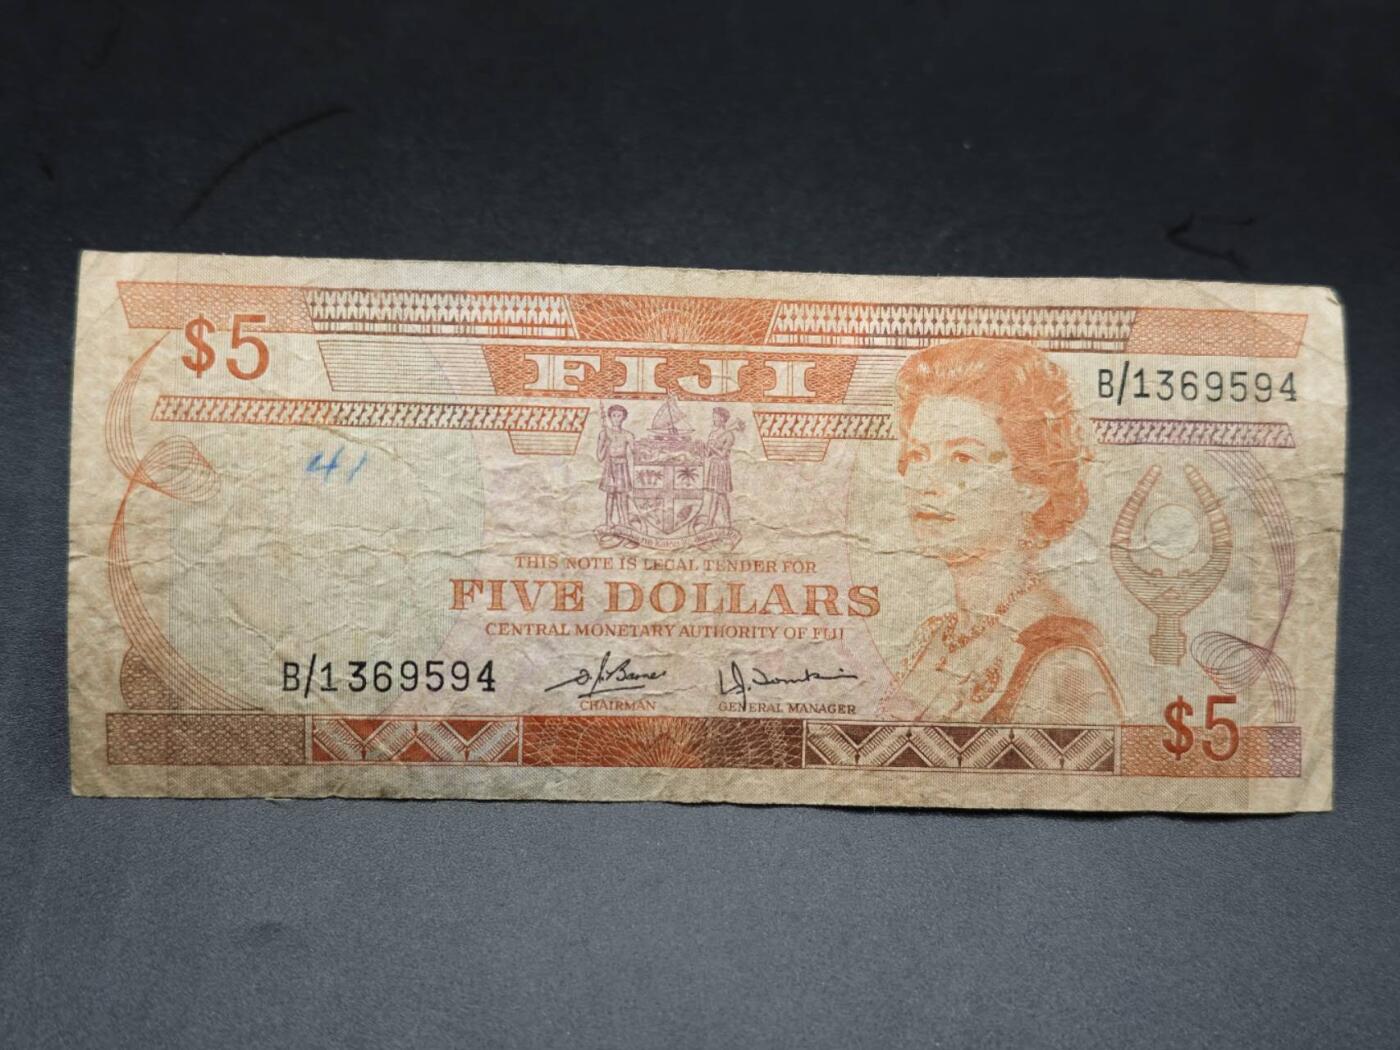 $5
FIJI
B/1369594
41
THIS NOTE IS LEGAL TENDER FOR
FIVE DOLLARS
CENTRAL MONETARY AUTHORITY OF FIJI
B/1369594
CHAIRMAN
GENERAL MANAGER
$5